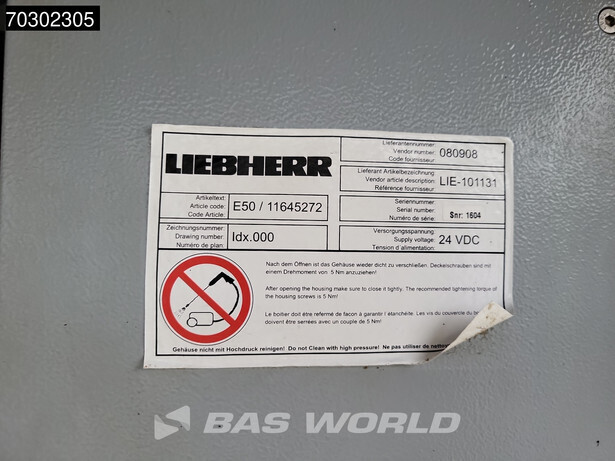 70302305
LIEBHERR
Lieferantennummer:
Vendor number: 080908
Code fournisseur:
Lieferant Artikelbezeichnung:
Vendor article description: LIE-101131
Référence fournisseur:
Artikeltext:
Article code: E50 / 11645272
Code Article:
Seriennummer:
Serial number: Snr: 1604
Numéro de série:
Zeichnungsnummer:
Drawing number: Idx.000
Numéro de plan:
Versorgungsspannung:
Supply voltage: 24 VDC
Tension d'alimentation:
Nach dem Öffnen ist das Gehäuse wieder dicht zu verschließen. Deckelschrauben sind mit
einem Drehmoment von 5 Nm anzuziehen!
After opening the housing make sure to close it tightly. The recommended tightening torque of
the housing screws is 5 Nm!
Le boitier doit être refermé de façon à garantir l étanchéité. Les vis du couvercle du
doivent être serrées avec un couple de 5 Nm!
Gehäuse nicht mit Hochdruck reinigen! Do not Clean with high pressure! Ne pas utiliser de nettoyeur
BAS WORLD